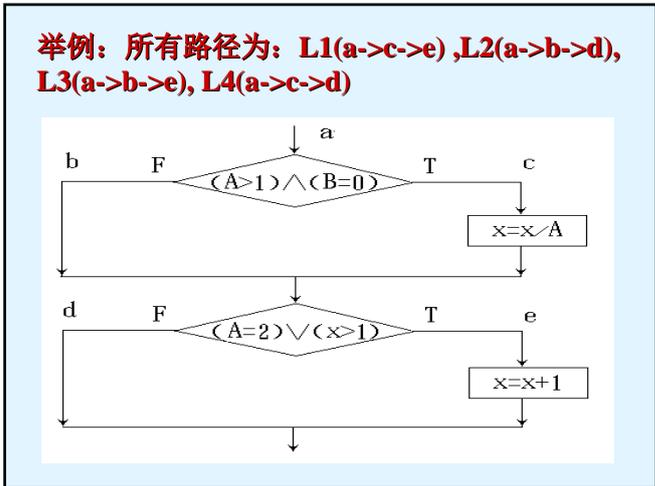 举例：所有路径为：L1(a->c->e) ,L2(a->b->d),
L3(a->b->e), L4(a->c->d)
a
b F (A>1)∧(B=0) T c
x=x/A
d F (A=2)∨(x>1) T e
x=x+1